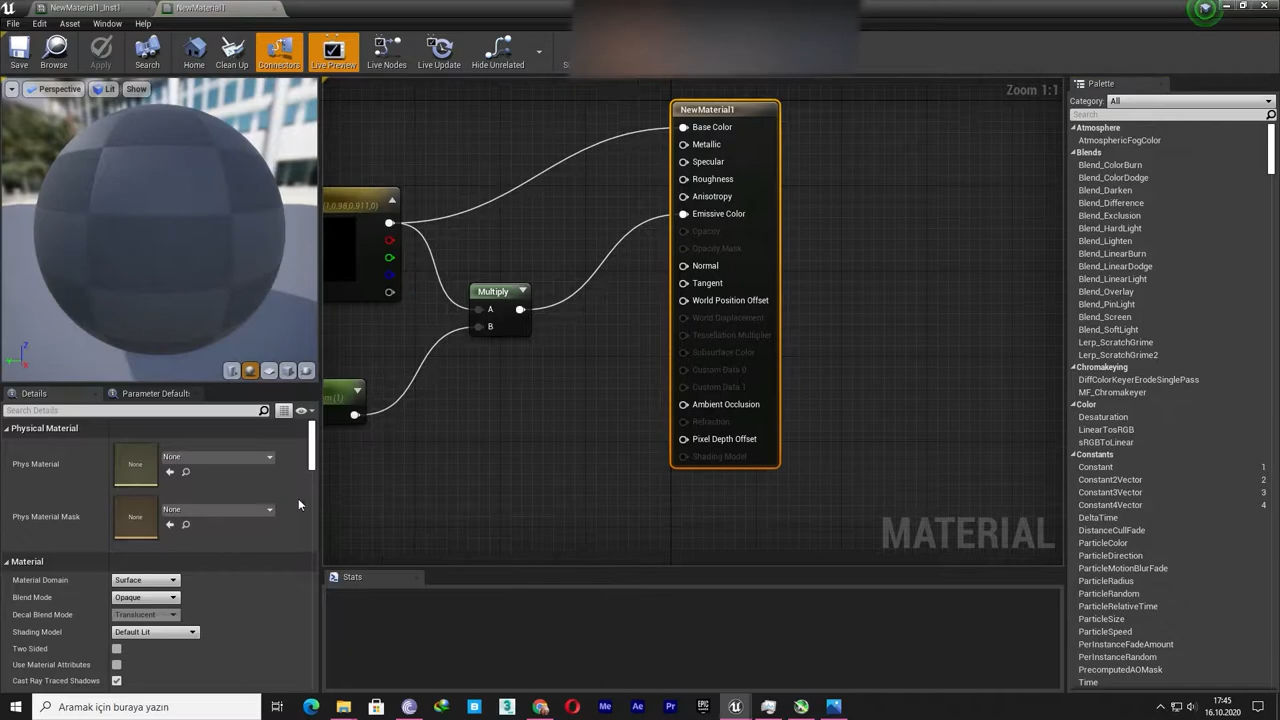 NewMaterial1_Inst1
NewMaterial1
File Edit Asset Window Help
Save Browse Apply Search Home Clean Up Connectors Live Preview Live Nodes Live Update Hide Unrelated
Perspective Lit Show
Zoom 1:1
NewMaterial1
Base Color
Metallic
Specular
Roughness
Anisotropy
Emissive Color
Opacity
Opacity Mask
Normal
Tangent
World Position Offset
World Displacement
Tessellation Multiplier
Subsurface Color
Custom Data 0
Custom Data 1
Ambient Occlusion
Refraction
Pixel Depth Offset
Shading Model
Multiply
A
B
MATERIAL
Stats
Details
Parameter Default:
Search Details
Physical Material
Phys Material None None
Phys Material Mask None None
Material
Material Domain Surface
Blend Mode Opaque
Decal Blend Mode Translucent
Shading Model Default Lit
Two Sided
Use Material Attributes
Cast Ray Traced Shadows
Palette
Category: All
Search
Atmosphere
AtmosphericFogColor
Blends
Blend_ColorBurn
Blend_ColorDodge
Blend_Darken
Blend_Difference
Blend_Exclusion
Blend_HardLight
Blend_Lighten
Blend_LinearBurn
Blend_LinearDodge
Blend_LinearLight
Blend_Overlay
Blend_PinLight
Blend_Screen
Blend_SoftLight
Lerp_ScratchGrime
Lerp_ScratchGrime2
Chromakeying
DiffColorKeyerErodeSinglePass
MF_Chromakeyer
Color
Desaturation
LinearTosRGB
sRGBToLinear
Constants
Constant 1
Constant2Vector 2
Constant3Vector 3
Constant4Vector 4
DeltaTime
DistanceCullFade
ParticleColor
ParticleDirection
ParticleMotionBlurFade
ParticleRadius
ParticleRandom
ParticleRelativeTime
ParticleSize
ParticleSpeed
PerInstanceFadeAmount
PerInstanceRandom
PrecomputedAOMask
Time
Aramak için buraya yazın
17:45
16.10.2020